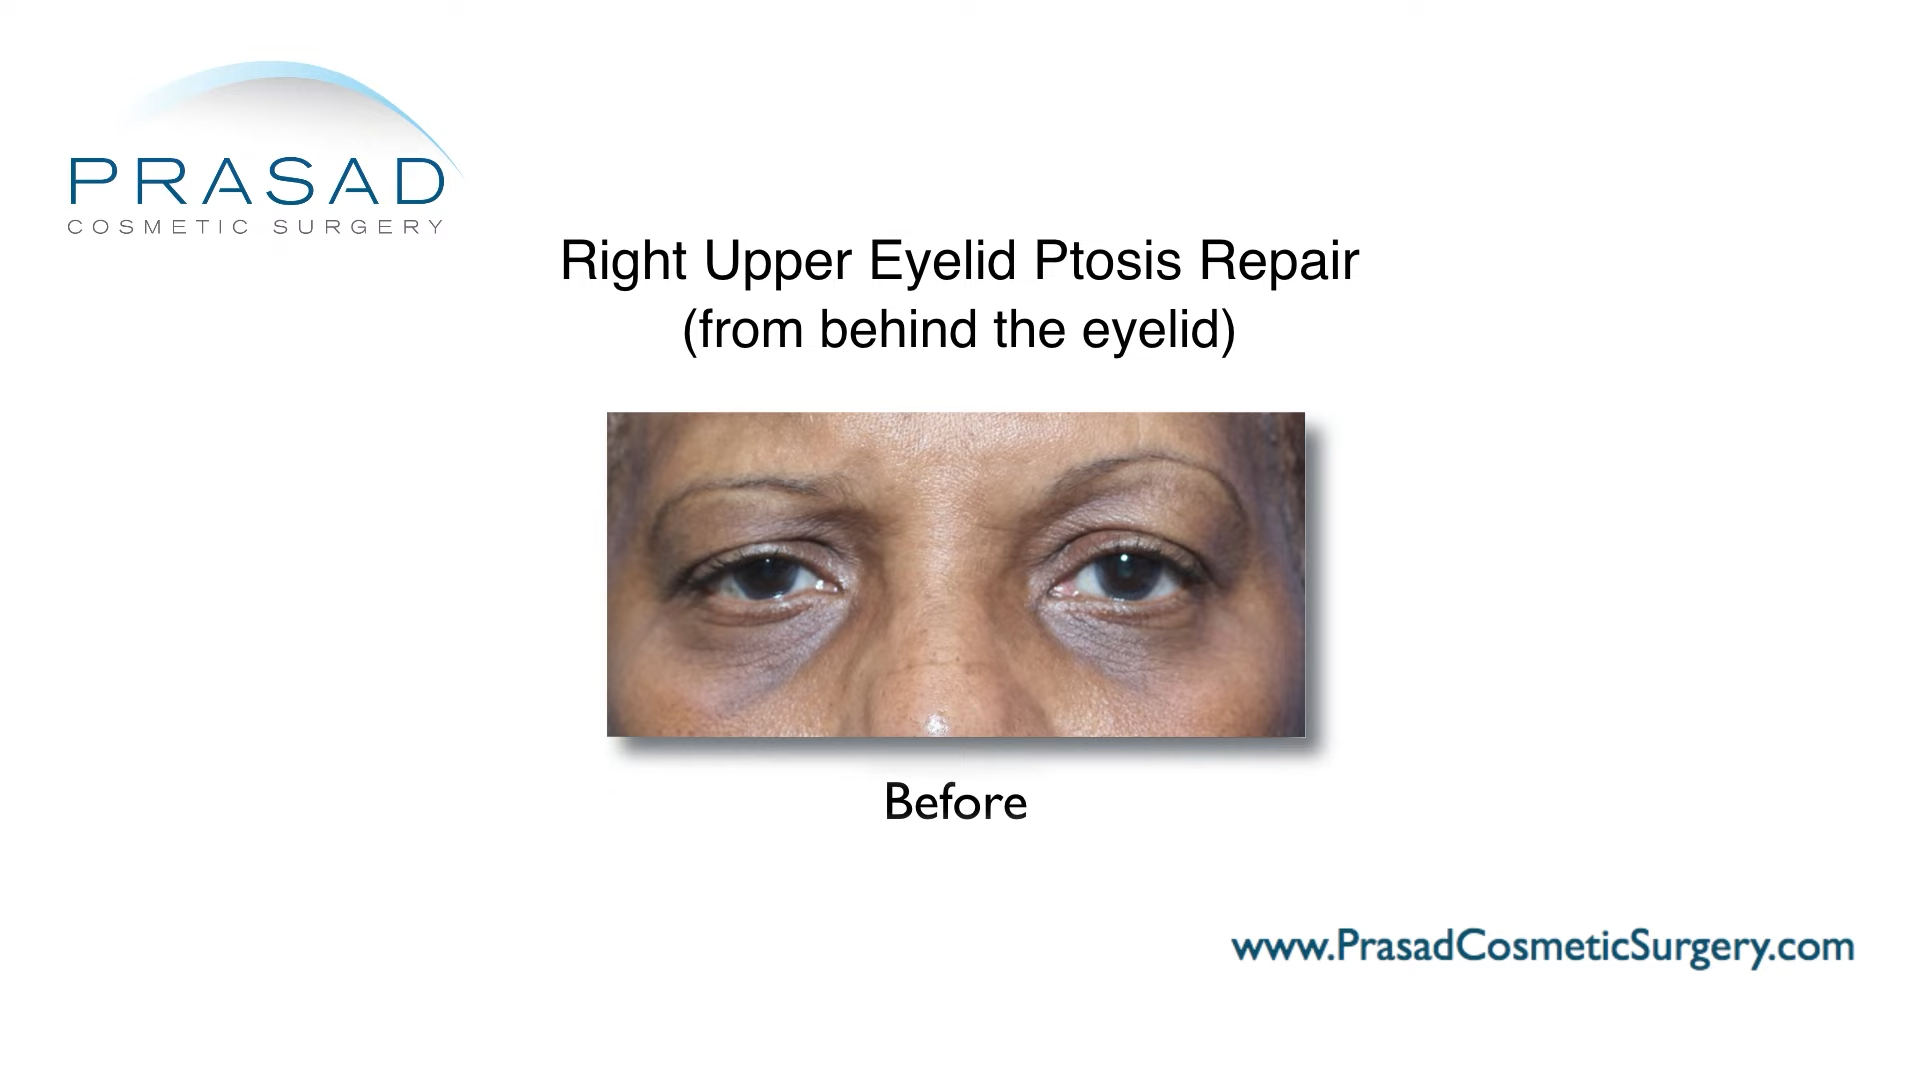 PRASAD
COSMETIC SURGERY
Right Upper Eyelid Ptosis Repair
(from behind the eyelid)
Before
www.PrasadCosmeticSurgery.com